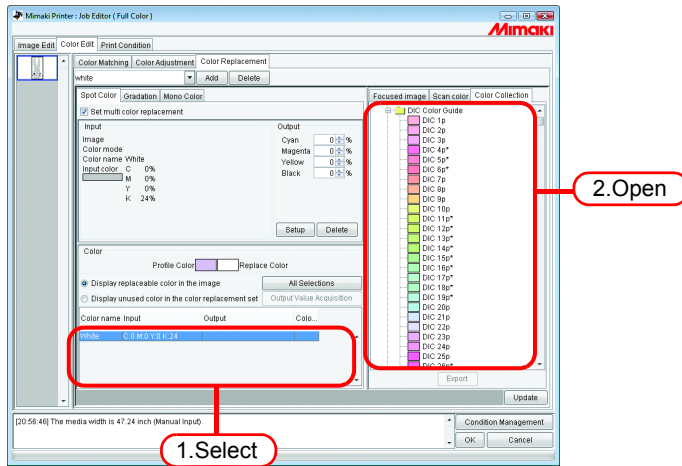 Mimaki Printer : Job Editor ( Full Color )
Mimaki
Image Edit Color Edit Print Condition
Color Matching Color Adjustment Color Replacement
white Add Delete
Spot Color Gradation Mono Color
Set multi color replacement
Input
Image
Color mode
Color name White
Input color C 0%
M 0%
Y 0%
K 24%
Output
Cyan 0 %
Magenta 0 %
Yellow 0 %
Black 0 %
Setup Delete
Color
Profile Color Replace Color
Display replaceable color in the image All Selections
Display unused color in the color replacement set Output Value Acquisition
Color name Input Output Colo...
White C:0 M:0 Y:0 K:24
Focused image Scan color Color Collection
DIC Color Guide
DIC 1p
DIC 2p
DIC 3p
DIC 4p*
DIC 5p*
DIC 6p*
DIC 7p
DIC 8p
DIC 9p
DIC 10p
DIC 11p*
DIC 12p*
DIC 13p*
DIC 14p*
DIC 15p*
DIC 16p*
DIC 17p*
DIC 18p*
DIC 19p*
DIC 20p
DIC 21p
DIC 22p
DIC 23p
DIC 24p
DIC 25p
DIC 26p*
Export
Update
2.Open
1.Select
[20:56:46] The media width is 47.24 inch (Manual Input).
Condition Management
OK Cancel